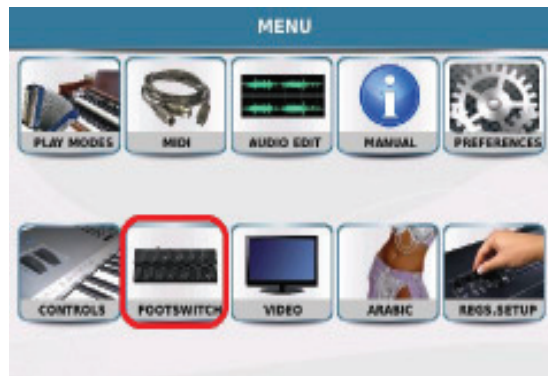 MENU
PLAY MODES
MIDI
AUDIO EDIT
MANUAL
PREFERENCES
CONTROLS
FOOTSWITCH
VIDEO
ARABIC
REGS.SETUP